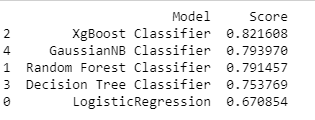 Model Score
2 XgBoost Classifier 0.821608
4 GaussianNB Classifier 0.793970
1 Random Forest Classifier 0.791457
3 Decision Tree Classifier 0.753769
0 LogisticRegression 0.670854